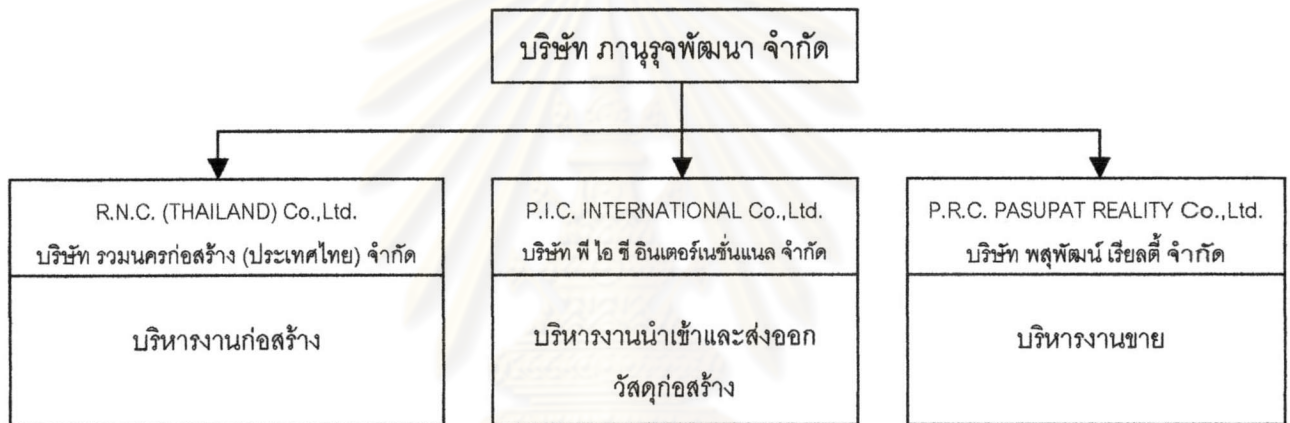 บริษัท ภานุรุจพัฒนา จำกัด
R.N.C. (THAILAND) Co.,Ltd.
บริษัท รวมนครก่อสร้าง (ประเทศไทย) จำกัด
บริหารงานก่อสร้าง
P.I.C. INTERNATIONAL Co.,Ltd.
บริษัท พี ไอ ซี อินเตอร์เนชั่นแนล จำกัด
บริหารงานนำเข้าและส่งออก
วัสดุก่อสร้าง
P.R.C. PASUPAT REALITY Co.,Ltd.
บริษัท พสุพัฒน์ เรียลตี้ จำกัด
บริหารงานขาย